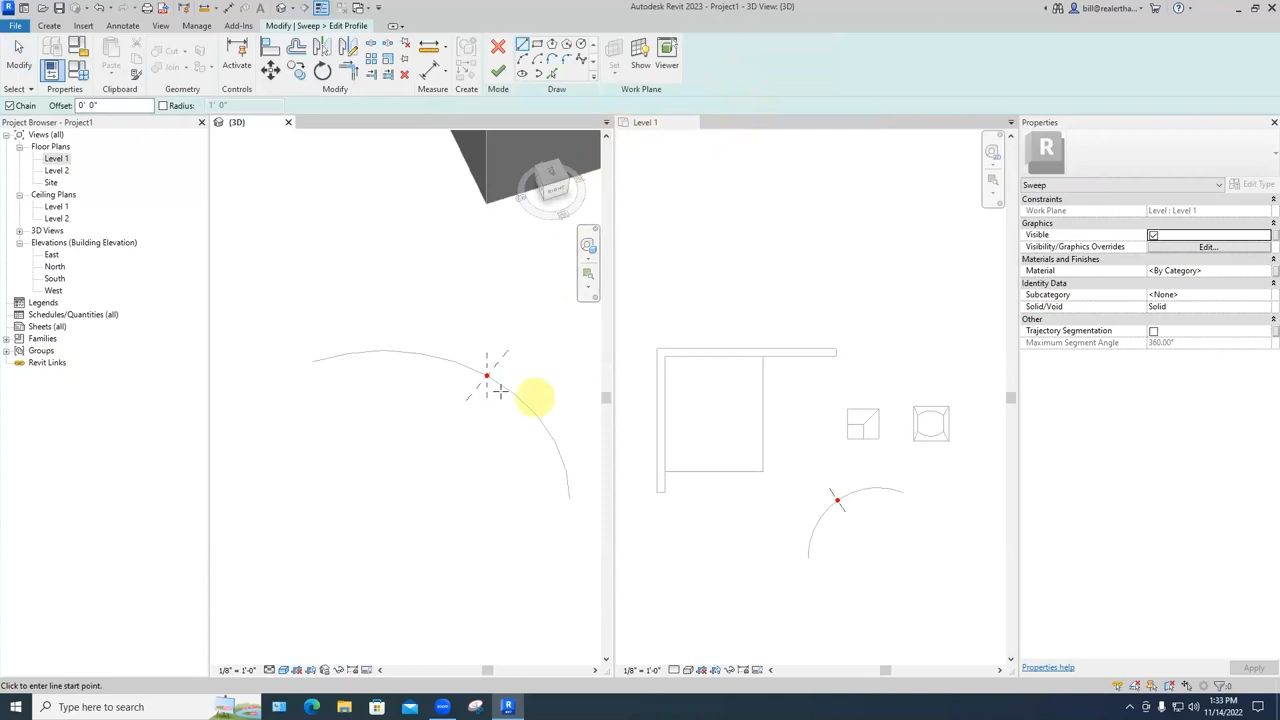 Autodesk Revit 2023 - Project1 - 3D View: {3D}
bill@realertha...
File Create Insert Annotate View Manage Add-Ins Modify | Sweep > Edit Profile
Modify Paste Cut Join Activate Set Show Viewer
Select Properties Clipboard Geometry Controls Modify Measure Create Mode Draw Work Plane
Chain Offset: 0' 0" Radius: 1' 0"
Project Browser - Project1
Views (all)
Floor Plans
Level 1
Level 2
Site
Ceiling Plans
Level 1
Level 2
3D Views
Elevations (Building Elevation)
East
North
South
West
Legends
Schedules/Quantities (all)
Sheets (all)
Families
Groups
Revit Links
{3D}
RIGHT
1/8" = 1'-0"
Level 1
1/8" = 1'-0"
Properties
R
Sweep Edit Type
Constraints
Work Plane Level : Level 1
Graphics
Visible
Visibility/Graphics Overrides Edit...
Materials and Finishes
Material <By Category>
Identity Data
Subcategory <None>
Solid/Void Solid
Other
Trajectory Segmentation
Maximum Segment Angle 360.00°
Properties help Apply
Click to enter line start point. :0
Type here to search
1:33 PM
11/14/2022